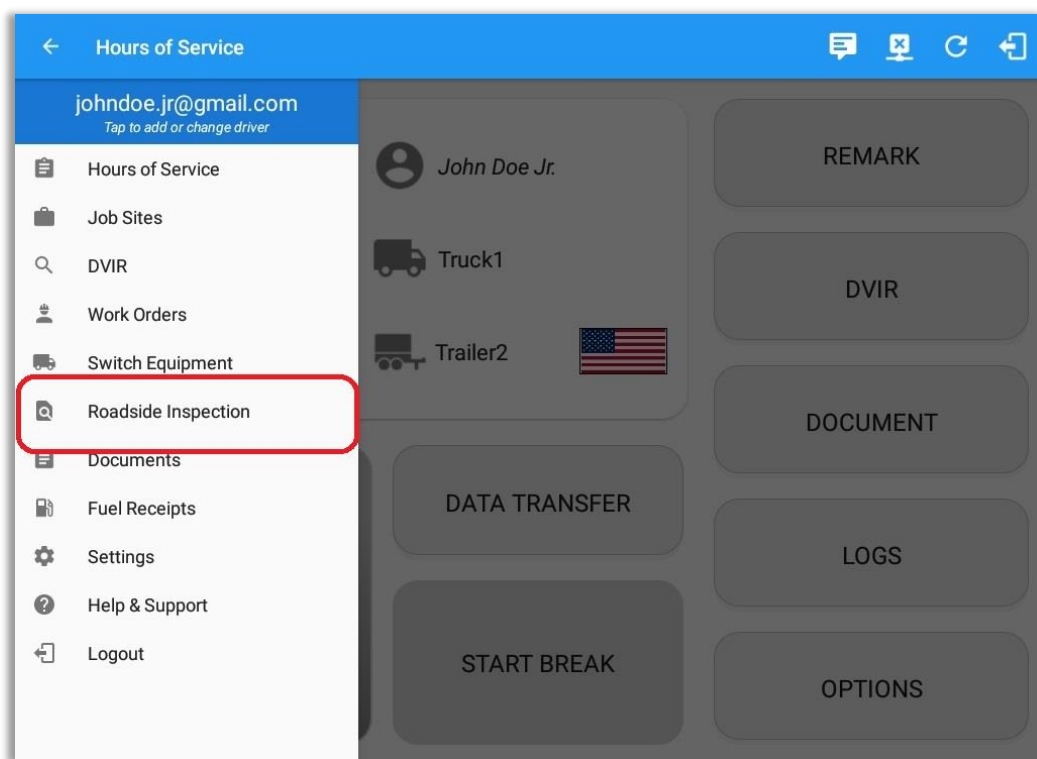 Hours of Service
johndoe.jr@gmail.com
Tap to add or change driver
Hours of Service
Job Sites
DVIR
Work Orders
Switch Equipment
Roadside Inspection
Documents
Fuel Receipts
Settings
Help & Support
Logout
John Doe Jr.
Truck1
Trailer2
DATA TRANSFER
START BREAK
REMARK
DVIR
DOCUMENT
LOGS
OPTIONS